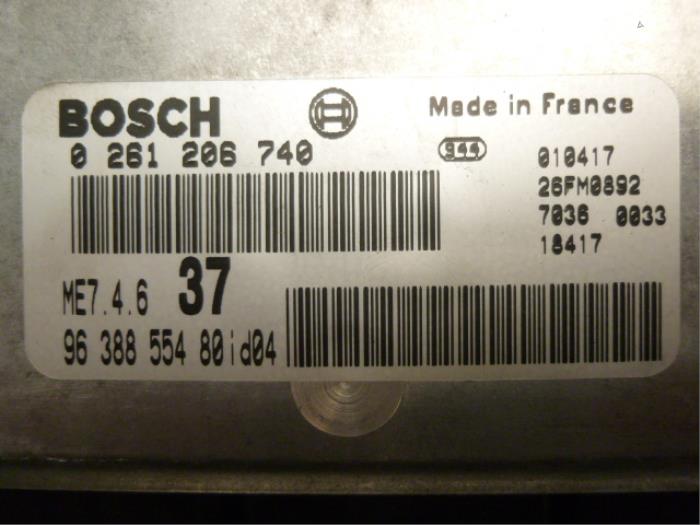 BOSCH
Made in France
0 261 206 740
944
010417
26FM0892
7036 0033
18417
ME7.4.6 37
96 388 554 80id04